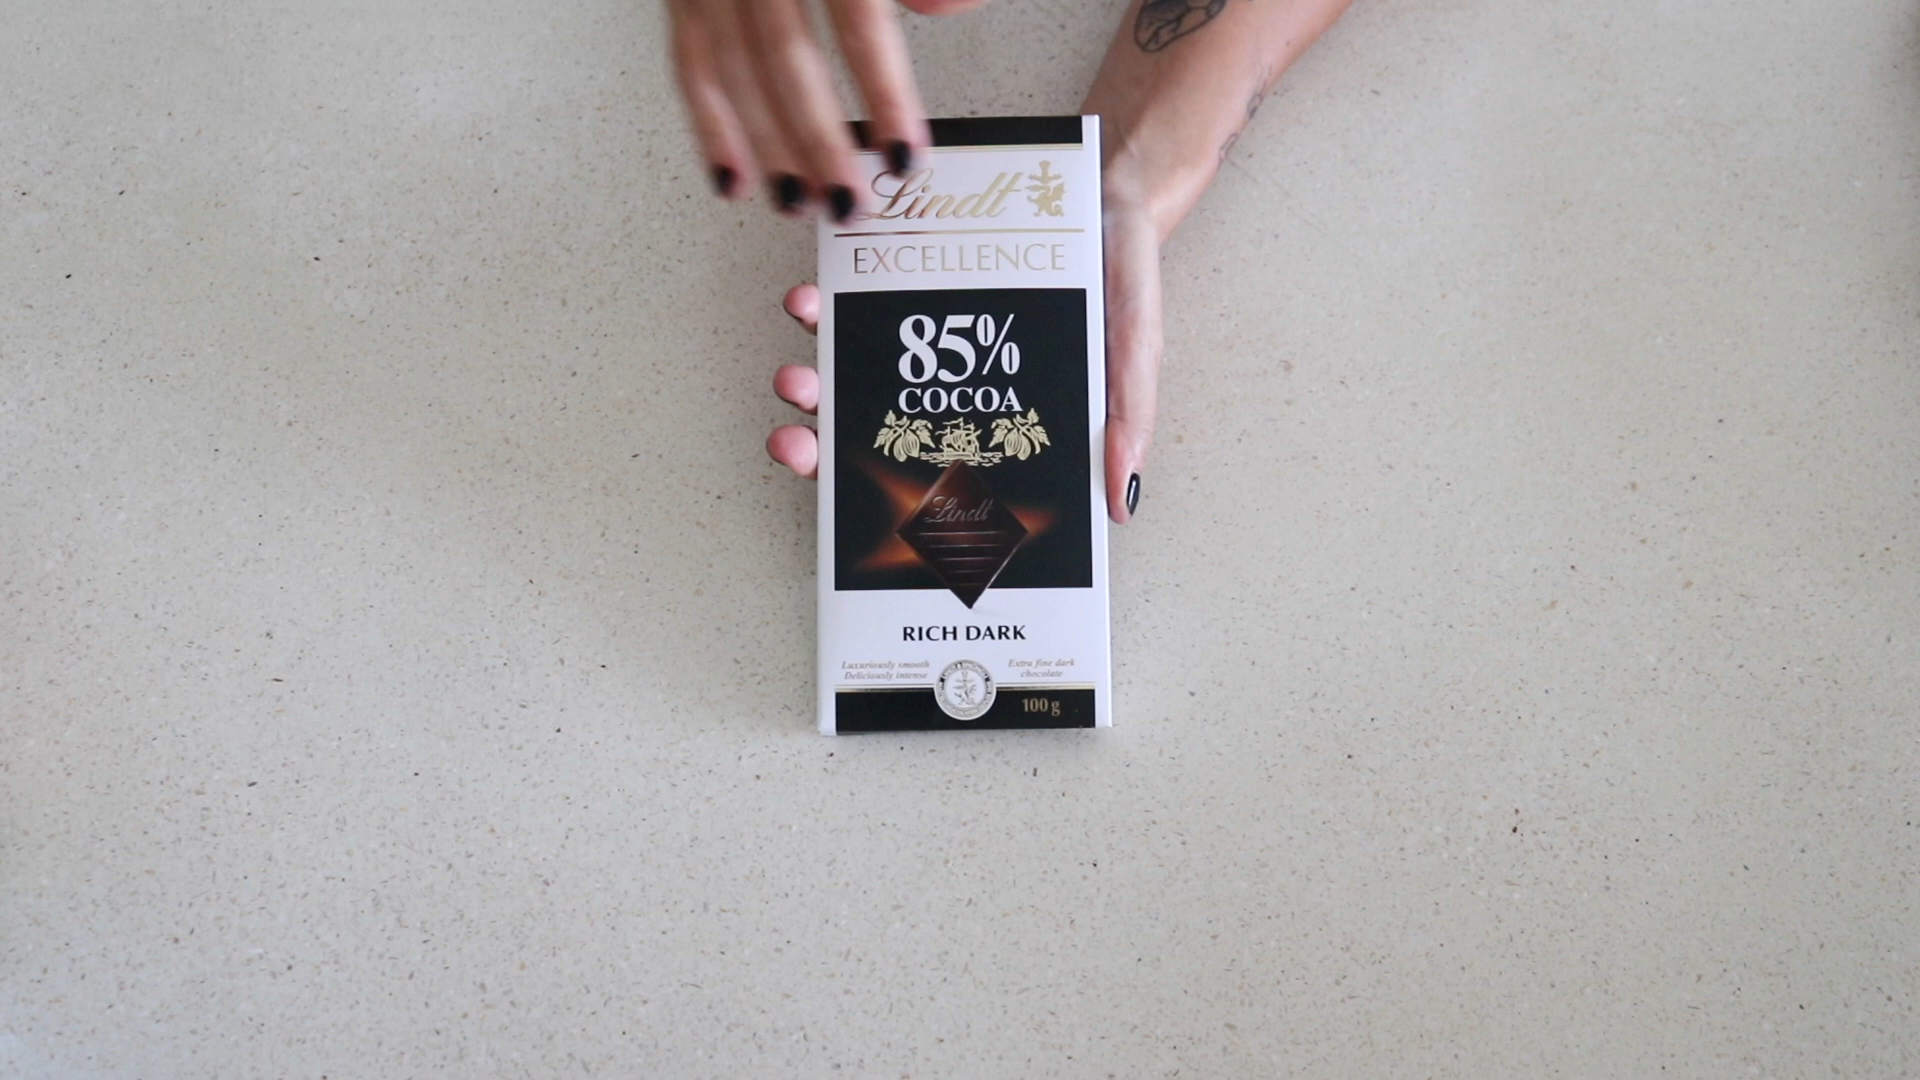 Lindt
EXCELLENCE
85%
COCOA
Lindt
RICH DARK
Luxuriously smooth
Deliciously intense
Extra fine dark
chocolate
100 g